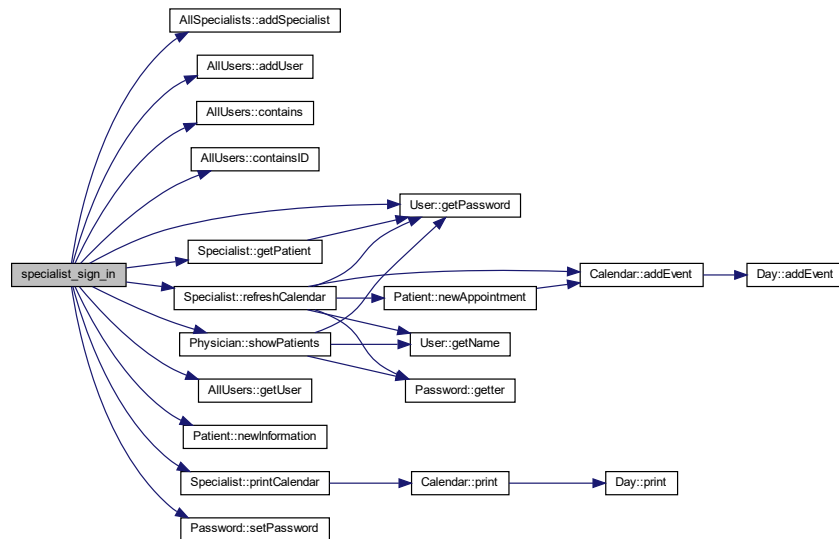 AllSpecialists::addSpecialist
AllUsers::addUser
AllUsers::contains
AllUsers::containsID
User::getPassword
Specialist::getPatient
specialist_sign_in
Calendar::addEvent
Day::addEvent
Specialist::refreshCalendar
Patient::newAppointment
Physician::showPatients
User::getName
AllUsers::getUser
Password::getter
Patient::newInformation
Specialist::printCalendar
Calendar::print
Day::print
Password::setPassword